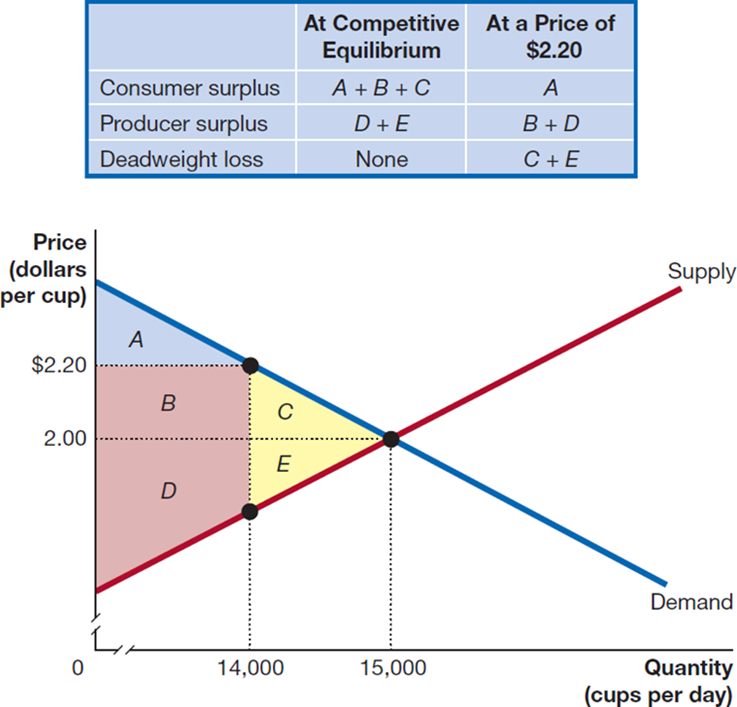 At Competitive At a Price of
Equilibrium $2.20
Consumer surplus A + B + C A
Producer surplus D + E B + D
Deadweight loss None C + E
Price
(dollars
per cup)
Supply
A
$2.20
B
C
2.00
E
D
Demand
0 14,000 15,000 Quantity
(cups per day)